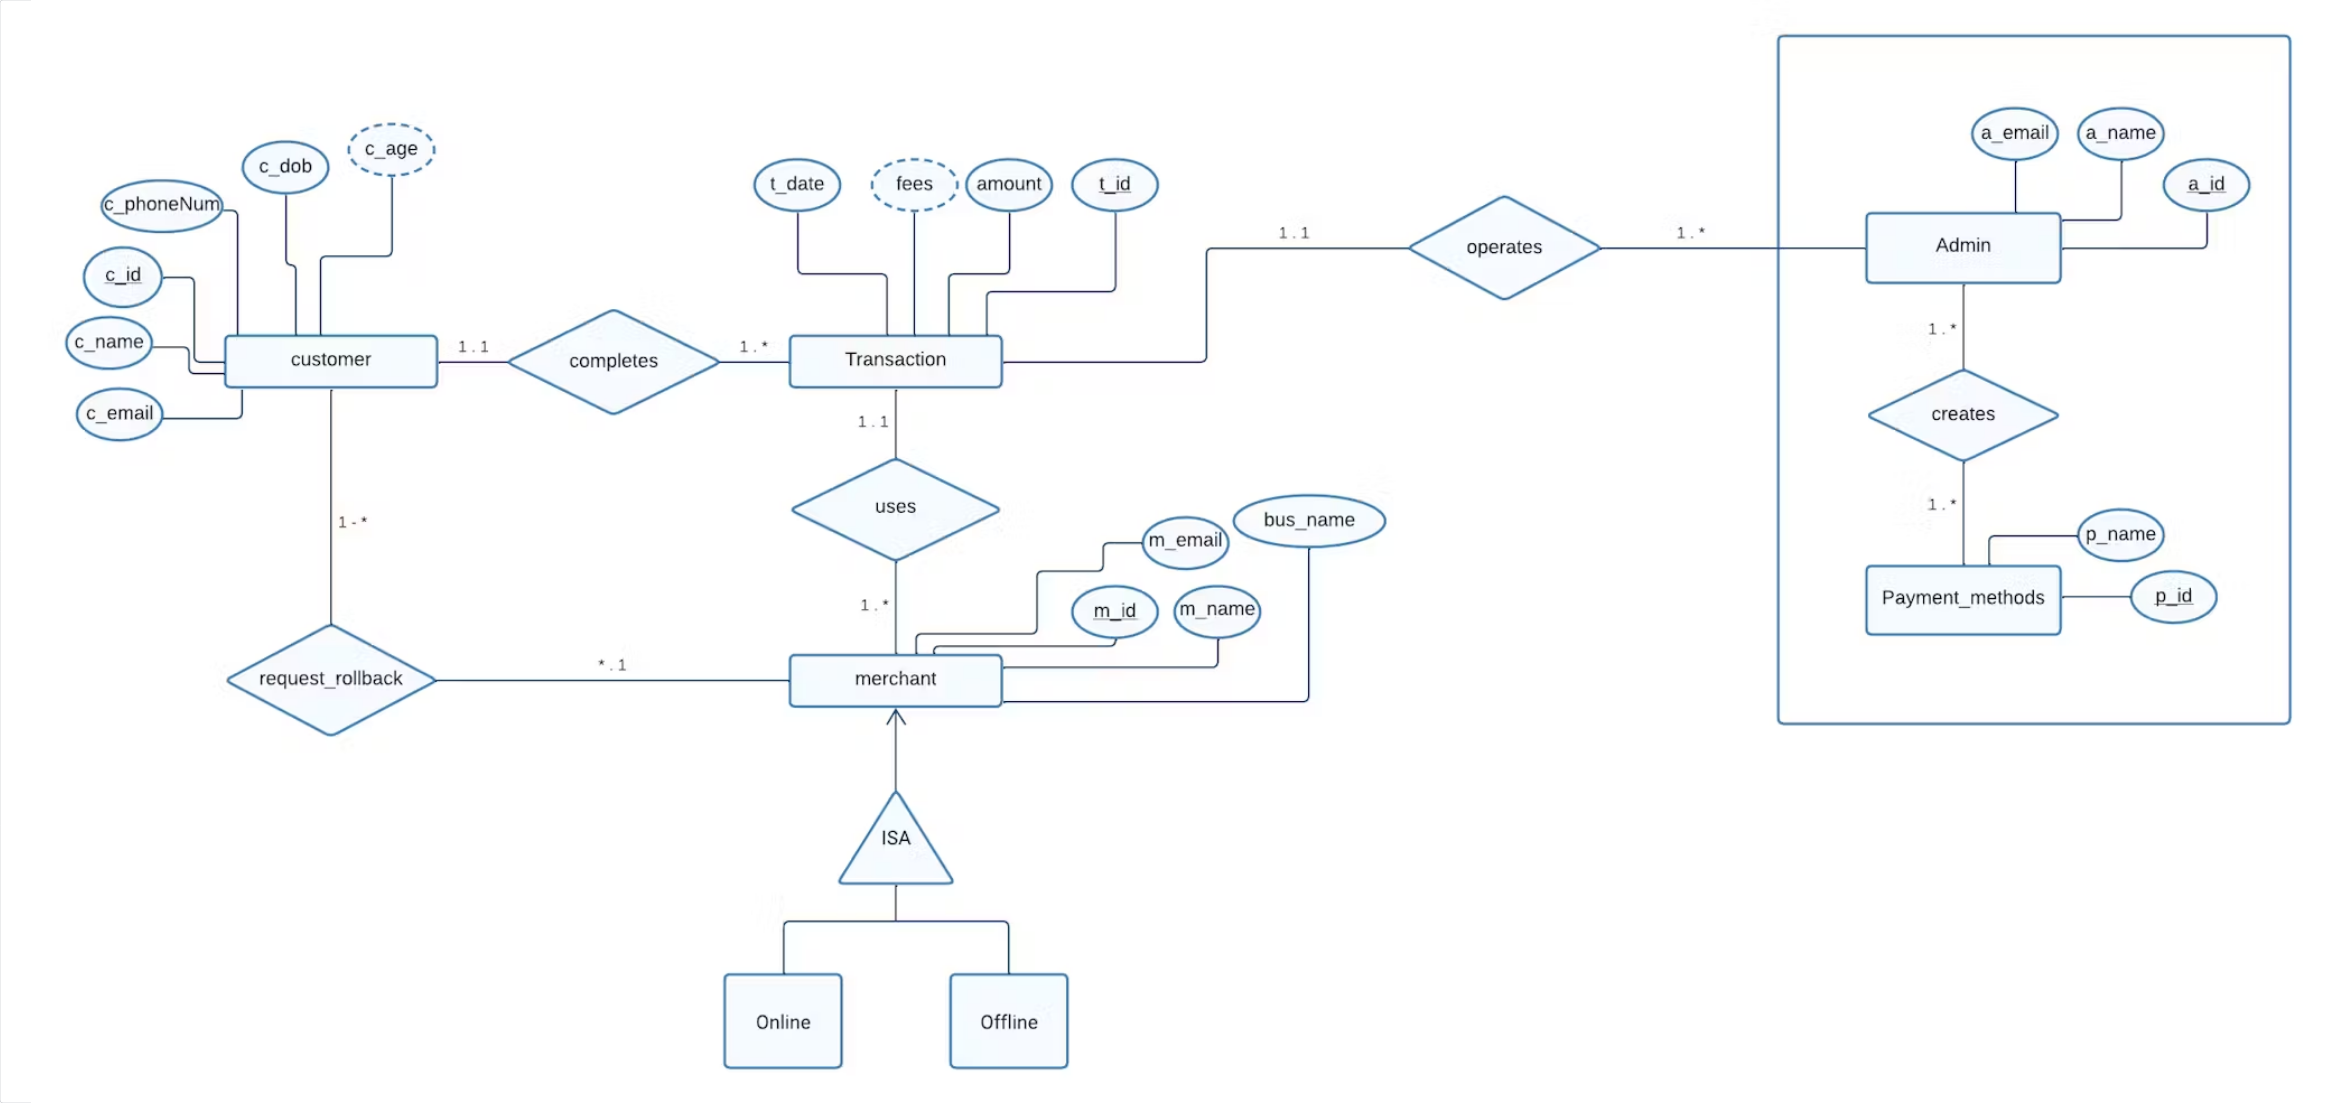 a_email
a_name
c_age
c_dob
t_date
fees
amount
t_id
a_id
c_phoneNum
1..1
1..*
operates
Admin
c_id
c_name
1..1
1..*
1..*
customer
completes
Transaction
c_email
1..1
creates
uses
1..*
bus_name
1-*
m_email
p_name
1..*
m_id
m_name
Payment_methods
p_id
*..1
request_rollback
merchant
ISA
Online
Offline